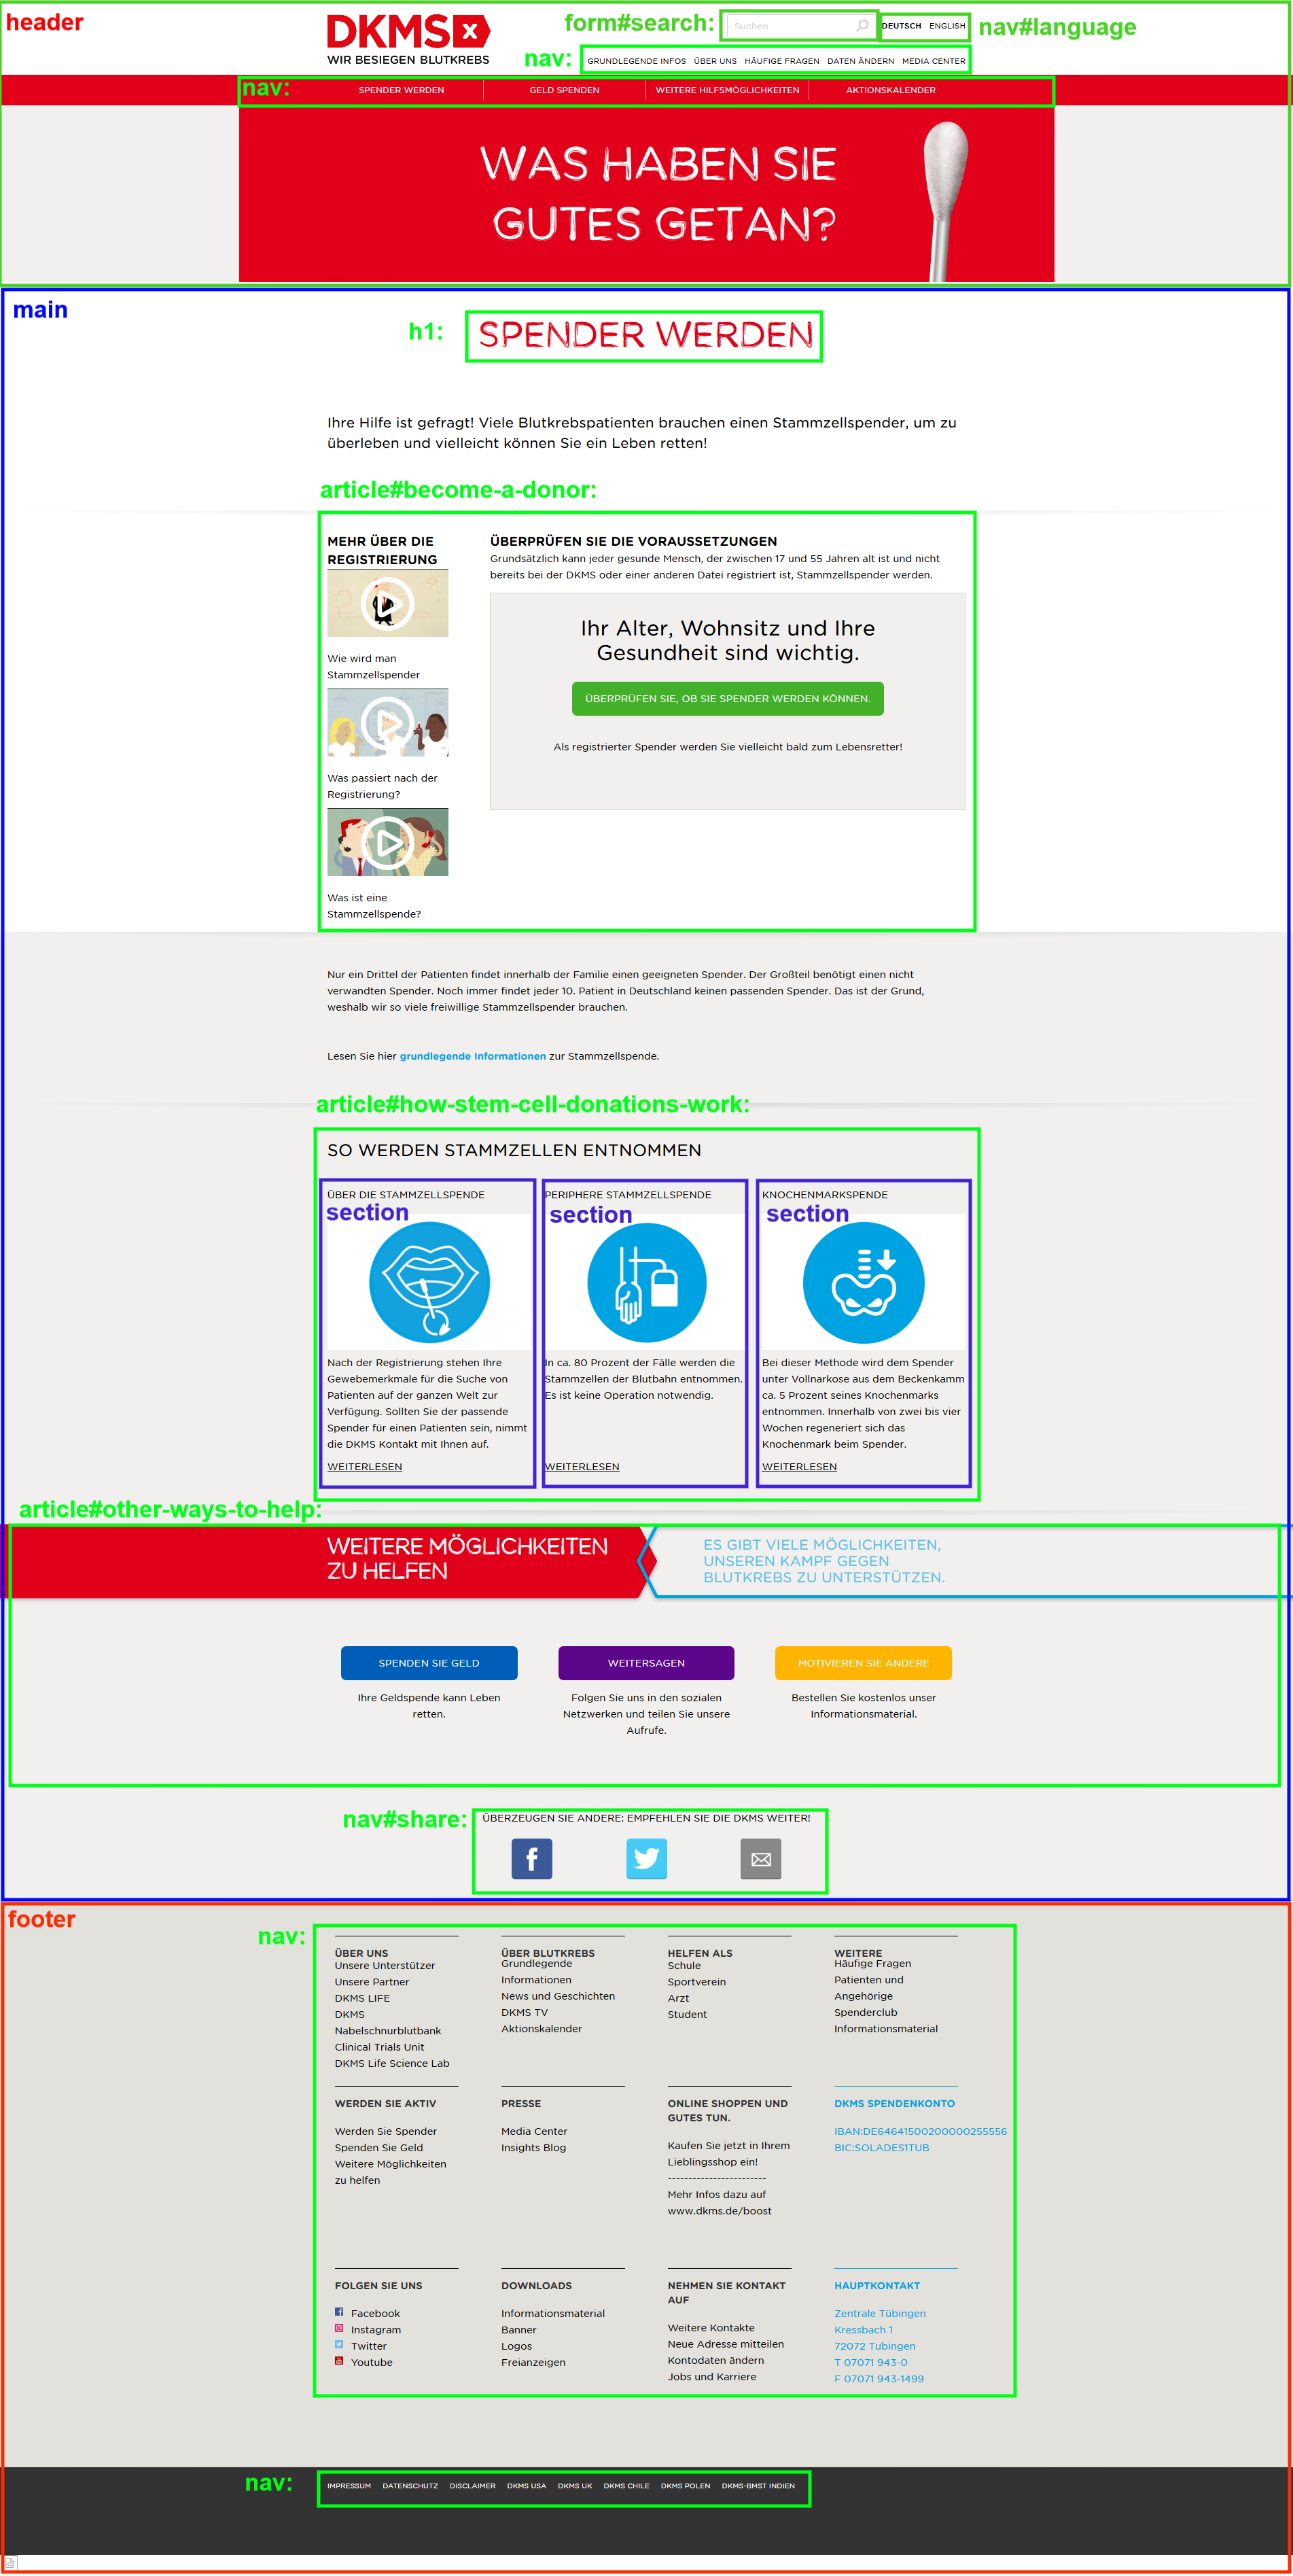 header
DKMS
WIR BESIEGEN BLUTKREBS
form#search:
Suchen
DEUTSCH ENGLISH
nav#language
nav:
GRUNDLEGENDE INFOS ÜBER UNS HÄUFIGE FRAGEN DATEN ÄNDERN MEDIA CENTER
nav:
SPENDER WERDEN GELD SPENDEN WEITERE HILFSMÖGLICHKEITEN AKTIONSKALENDER
WAS HABEN SIE
GUTES GETAN?
main
h1:
SPENDER WERDEN
Ihre Hilfe ist gefragt! Viele Blutkrebspatienten brauchen einen Stammzellspender, um zu
überleben und vielleicht können Sie ein Leben retten!
article#become-a-donor:
MEHR ÜBER DIE
REGISTRIERUNG
Wie wird man
Stammzellspender
Was passiert nach der
Registrierung?
Was ist eine
Stammzellspende?
ÜBERPRÜFEN SIE DIE VORAUSSETZUNGEN
Grundsätzlich kann jeder gesunde Mensch, der zwischen 17 und 55 Jahren alt ist und nicht
bereits bei der DKMS oder einer anderen Datei registriert ist, Stammzellspender werden.
Ihr Alter, Wohnsitz und Ihre
Gesundheit sind wichtig.
ÜBERPRÜFEN SIE, OB SIE SPENDER WERDEN KÖNNEN.
Als registrierter Spender werden Sie vielleicht bald zum Lebensretter!
Nur ein Drittel der Patienten findet innerhalb der Familie einen geeigneten Spender. Der Großteil benötigt einen nicht
verwandten Spender. Noch immer findet jeder 10. Patient in Deutschland keinen passenden Spender. Das ist der Grund,
weshalb wir so viele freiwillige Stammzellspender brauchen.
Lesen Sie hier grundlegende Informationen zur Stammzellspende.
article#how-stem-cell-donations-work:
SO WERDEN STAMMZELLEN ENTNOMMEN
ÜBER DIE STAMMZELLSPENDE
section
Nach der Registrierung stehen Ihre
Gewebemerkmale für die Suche von
Patienten auf der ganzen Welt zur
Verfügung. Sollten Sie der passende
Spender für einen Patienten sein, nimmt
die DKMS Kontakt mit Ihnen auf.
WEITERLESEN
PERIPHERE STAMMZELLSPENDE
section
In ca. 80 Prozent der Fälle werden die
Stammzellen der Blutbahn entnommen.
Es ist keine Operation notwendig.
WEITERLESEN
KNOCHENMARKSPENDE
section
Bei dieser Methode wird dem Spender
unter Vollnarkose aus dem Beckenkamm
ca. 5 Prozent seines Knochenmarks
entnommen. Innerhalb von zwei bis vier
Wochen regeneriert sich das
Knochenmark beim Spender.
WEITERLESEN
article#other-ways-to-help:
WEITERE MÖGLICHKEITEN
ZU HELFEN
ES GIBT VIELE MÖGLICHKEITEN,
UNSEREN KAMPF GEGEN
BLUTKREBS ZU UNTERSTÜTZEN.
SPENDEN SIE GELD
Ihre Geldspende kann Leben
retten.
WEITERSAGEN
Folgen Sie uns in den sozialen
Netzwerken und teilen Sie unsere
Aufrufe.
MOTIVIEREN SIE ANDERE
Bestellen Sie kostenlos unser
Informationsmaterial.
nav#share:
ÜBERZEUGEN SIE ANDERE: EMPFEHLEN SIE DIE DKMS WEITER!
footer
nav:
ÜBER UNS
Unsere Unterstützer
Unsere Partner
DKMS LIFE
DKMS
Nabelschnurblutbank
Clinical Trials Unit
DKMS Life Science Lab
ÜBER BLUTKREBS
Grundlegende
Informationen
News und Geschichten
DKMS TV
Aktionskalender
HELFEN ALS
Schule
Sportverein
Arzt
Student
WEITERE
Häufige Fragen
Patienten und
Angehörige
Spenderclub
Informationsmaterial
WERDEN SIE AKTIV
Werden Sie Spender
Spenden Sie Geld
Weitere Möglichkeiten
zu helfen
PRESSE
Media Center
Insights Blog
ONLINE SHOPPEN UND
GUTES TUN.
Kaufen Sie jetzt in Ihrem
Lieblingsshop ein!
------------------------
Mehr Infos dazu auf
www.dkms.de/boost
DKMS SPENDENKONTO
IBAN:DE64641500200000255556
BIC:SOLADES1TUB
FOLGEN SIE UNS
Facebook
Instagram
Twitter
Youtube
DOWNLOADS
Informationsmaterial
Banner
Logos
Freianzeigen
NEHMEN SIE KONTAKT
AUF
Weitere Kontakte
Neue Adresse mitteilen
Kontodaten ändern
Jobs und Karriere
HAUPTKONTAKT
Zentrale Tübingen
Kressbach 1
72072 Tübingen
T 07071 943-0
F 07071 943-1499
nav:
IMPRESSUM DATENSCHUTZ DISCLAIMER DKMS USA DKMS UK DKMS CHILE DKMS POLEN DKMS-BMST INDIEN